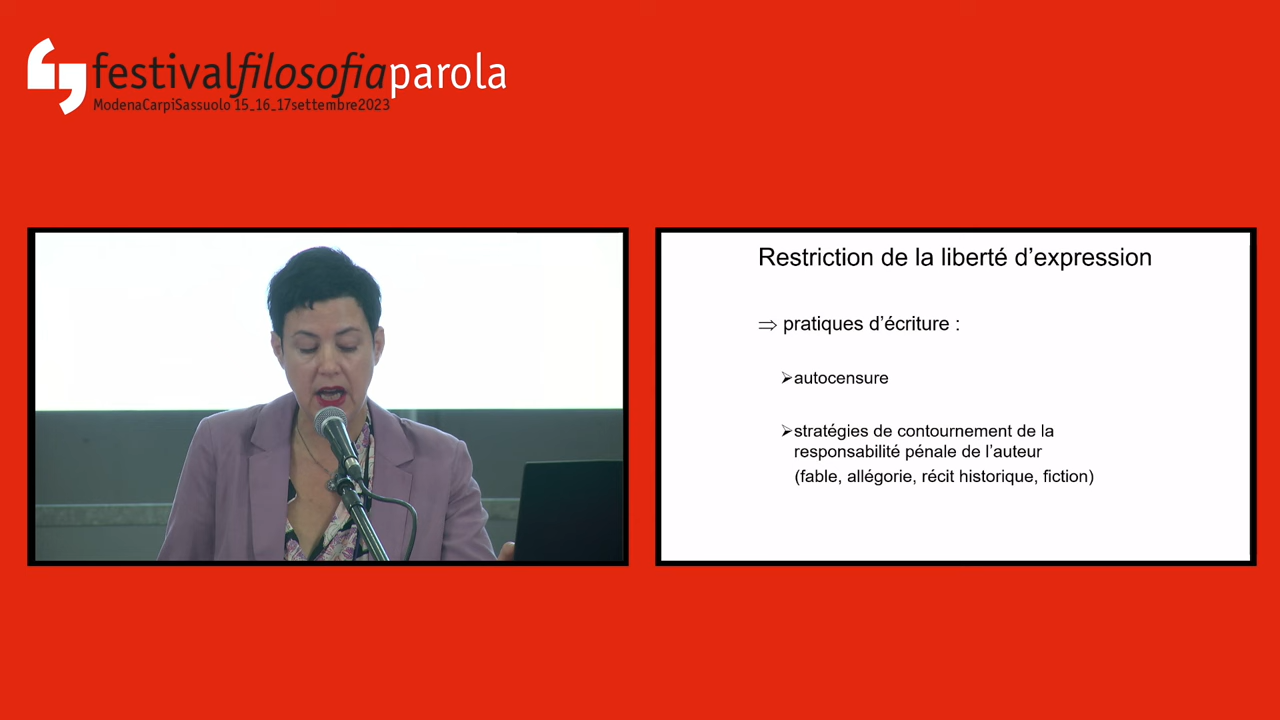 festivalfilosofiaparola
ModenaCarpiSassuolo 15_16_17settembre2023
Restriction de la liberté d’expression
⇒ pratiques d’écriture :
➢autocensure
➢stratégies de contournement de la
responsabilité pénale de l’auteur
(fable, allégorie, récit historique, fiction)